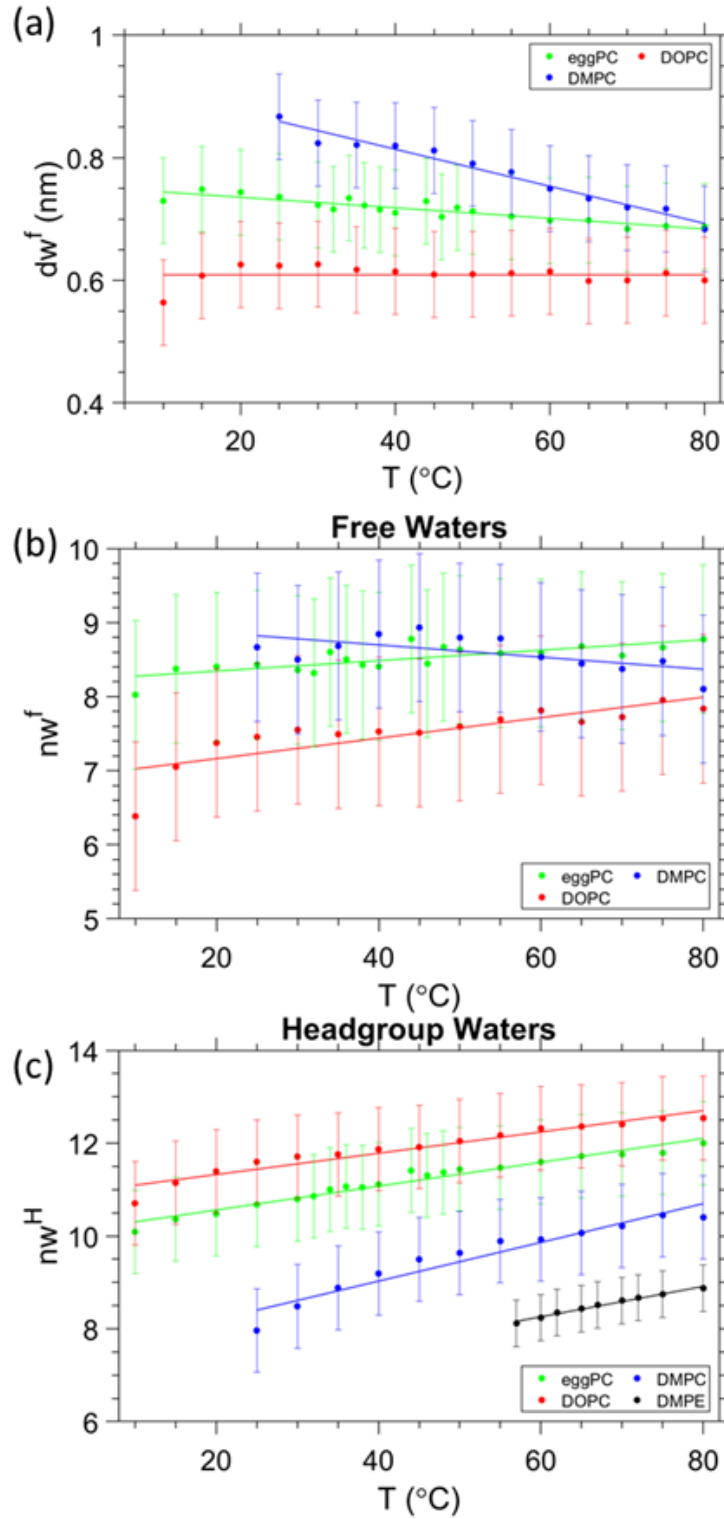 (a)
1
eggPC DOPC
DMPC
0.8
dw^f (nm)
0.6
0.4
20 40 60 80
T (°C)
(b)
Free Waters
10
9
8
nw^f
7
6
5
eggPC DMPC
DOPC
20 40 60 80
T (°C)
(c)
Headgroup Waters
14
12
10
nw^H
8
6
eggPC DMPC
DOPC DMPE
20 40 60 80
T (°C)